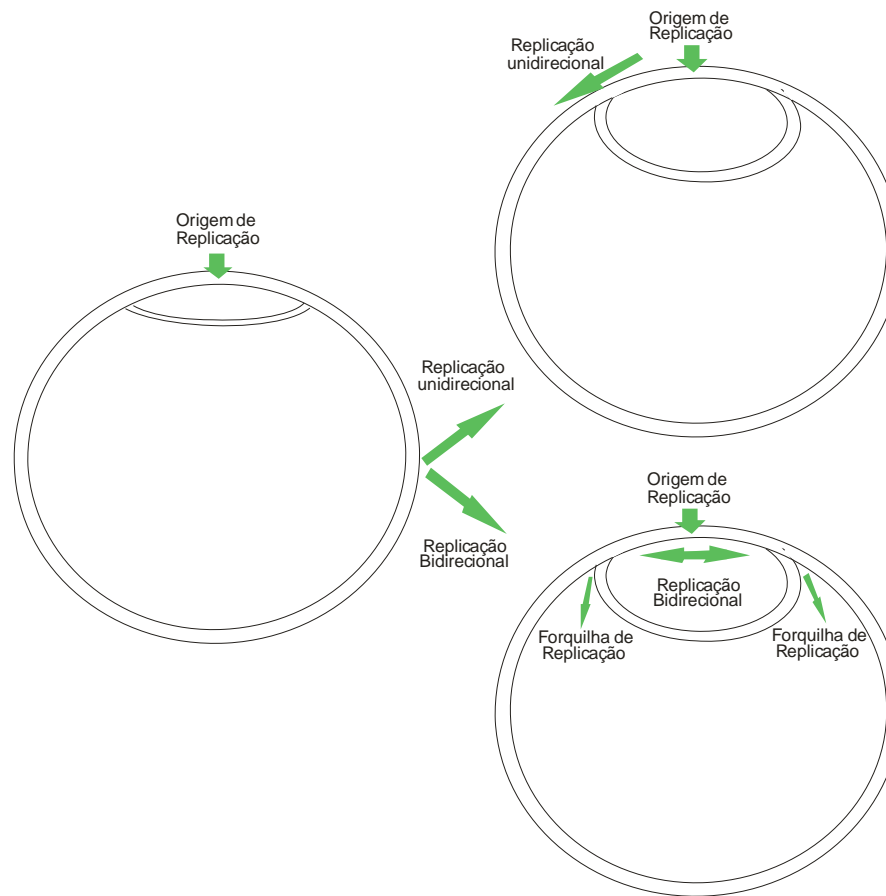 Origem de
Replicação
Replicação
unidirecional
Origem de
Replicação
Replicação
unidirecional
Replicação
Bidirecional
Origem de
Replicação
Replicação
Bidirecional
Forquilha de
Replicação
Forquilha de
Replicação